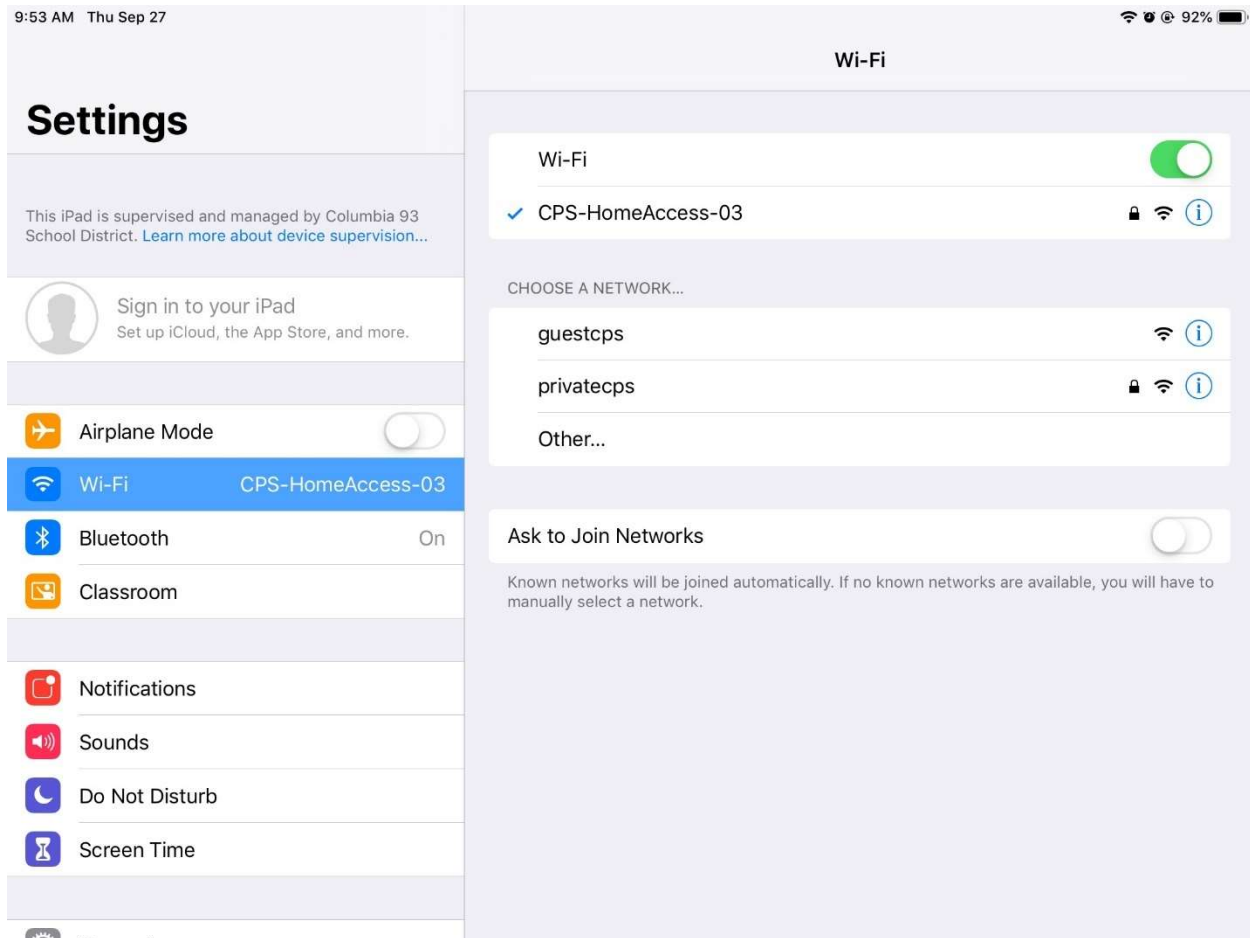 9:53 AM Thu Sep 27
92%
Settings
This iPad is supervised and managed by Columbia 93
School District. Learn more about device supervision...
Sign in to your iPad
Set up iCloud, the App Store, and more.
Airplane Mode
Wi-Fi CPS-HomeAccess-03
Bluetooth On
Classroom
Notifications
Sounds
Do Not Disturb
Screen Time
Wi-Fi
Wi-Fi
CPS-HomeAccess-03
CHOOSE A NETWORK...
guestcps
privatecps
Other...
Ask to Join Networks
Known networks will be joined automatically. If no known networks are available, you will have to
manually select a network.